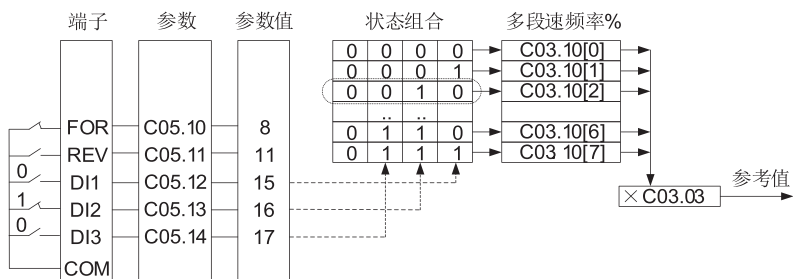 端子 参数 参数值 状态组合 多段速频率%
0 0 0 0 C03.10[0]
0 0 0 1 C03.10[1]
0 0 1 0 C03.10[2]
.. ..
FOR C05.10 8 0 1 1 0 C03.10[6]
REV C05.11 11 0 1 1 1 C03.10[7]
0 DI1 C05.12 15
1 DI2 C05.13 16
0 DI3 C05.14 17
COM
×C03.03 参考值